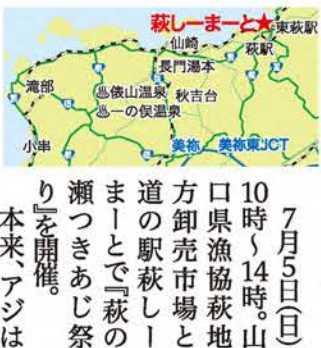 萩しーまーと★
東萩駅
仙崎
萩駅
長門湯本
滝部
♨俵山温泉
秋吉台
♨一の俣温泉
小串
美祢
美祢東JCT
7月5日(日)
10時〜14時。山
口県漁協萩地
方卸売市場と
道の駅萩しー
まーとで『萩の
瀬つきあじ祭
り』を開催。
本来、アジは